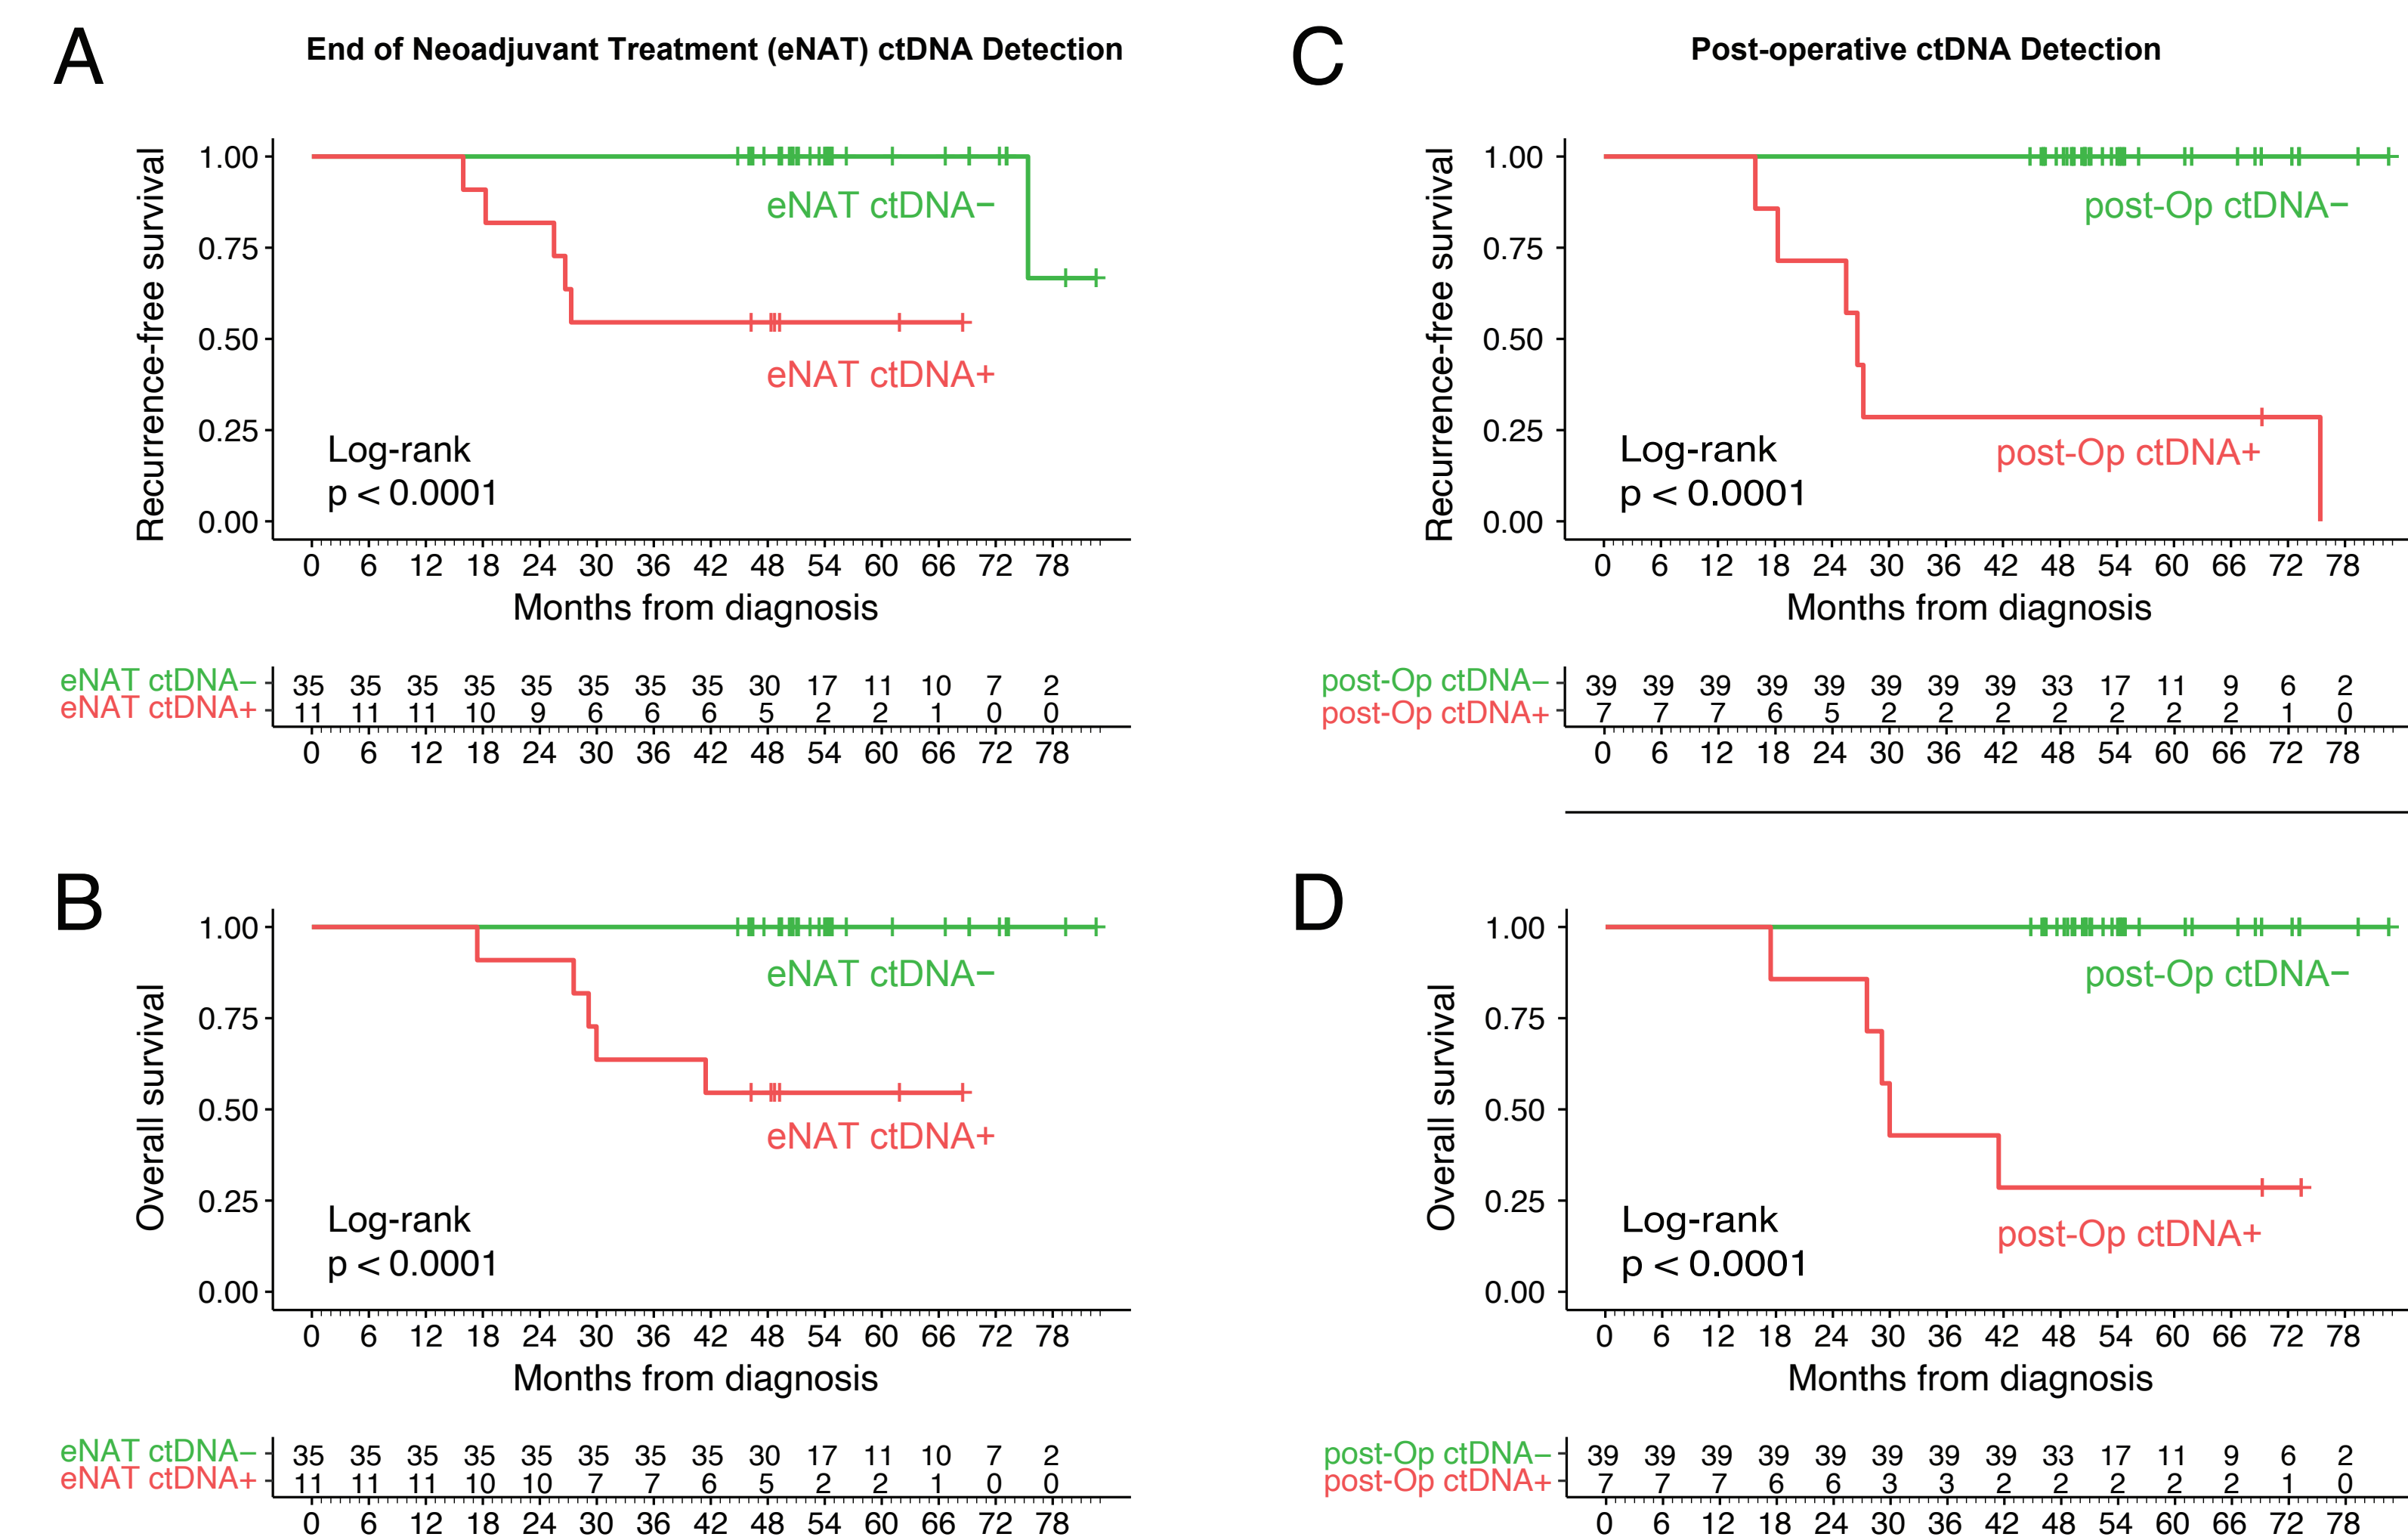 A
End of Neoadjuvant Treatment (eNAT) ctDNA Detection
Recurrence-free survival
1.00
0.75
0.50
0.25
0.00
eNAT ctDNA−
eNAT ctDNA+
Log-rank
p < 0.0001
0 6 12 18 24 30 36 42 48 54 60 66 72 78
Months from diagnosis
eNAT ctDNA− 35 35 35 35 35 35 35 35 30 17 11 10 7 2
eNAT ctDNA+ 11 11 11 10 9 6 6 6 5 2 2 1 0 0
0 6 12 18 24 30 36 42 48 54 60 66 72 78
B
Overall survival
1.00
0.75
0.50
0.25
0.00
eNAT ctDNA−
eNAT ctDNA+
Log-rank
p < 0.0001
0 6 12 18 24 30 36 42 48 54 60 66 72 78
Months from diagnosis
eNAT ctDNA− 35 35 35 35 35 35 35 35 30 17 11 10 7 2
eNAT ctDNA+ 11 11 11 10 10 7 7 6 5 2 2 1 0 0
0 6 12 18 24 30 36 42 48 54 60 66 72 78
C
Post-operative ctDNA Detection
Recurrence-free survival
1.00
0.75
0.50
0.25
0.00
post-Op ctDNA−
post-Op ctDNA+
Log-rank
p < 0.0001
0 6 12 18 24 30 36 42 48 54 60 66 72 78
Months from diagnosis
post-Op ctDNA− 39 39 39 39 39 39 39 39 33 17 11 9 6 2
post-Op ctDNA+ 7 7 7 6 5 2 2 2 2 2 2 2 1 0
0 6 12 18 24 30 36 42 48 54 60 66 72 78
D
Overall survival
1.00
0.75
0.50
0.25
0.00
post-Op ctDNA−
post-Op ctDNA+
Log-rank
p < 0.0001
0 6 12 18 24 30 36 42 48 54 60 66 72 78
Months from diagnosis
post-Op ctDNA− 39 39 39 39 39 39 39 39 33 17 11 9 6 2
post-Op ctDNA+ 7 7 7 6 6 3 3 2 2 2 2 2 1 0
0 6 12 18 24 30 36 42 48 54 60 66 72 78